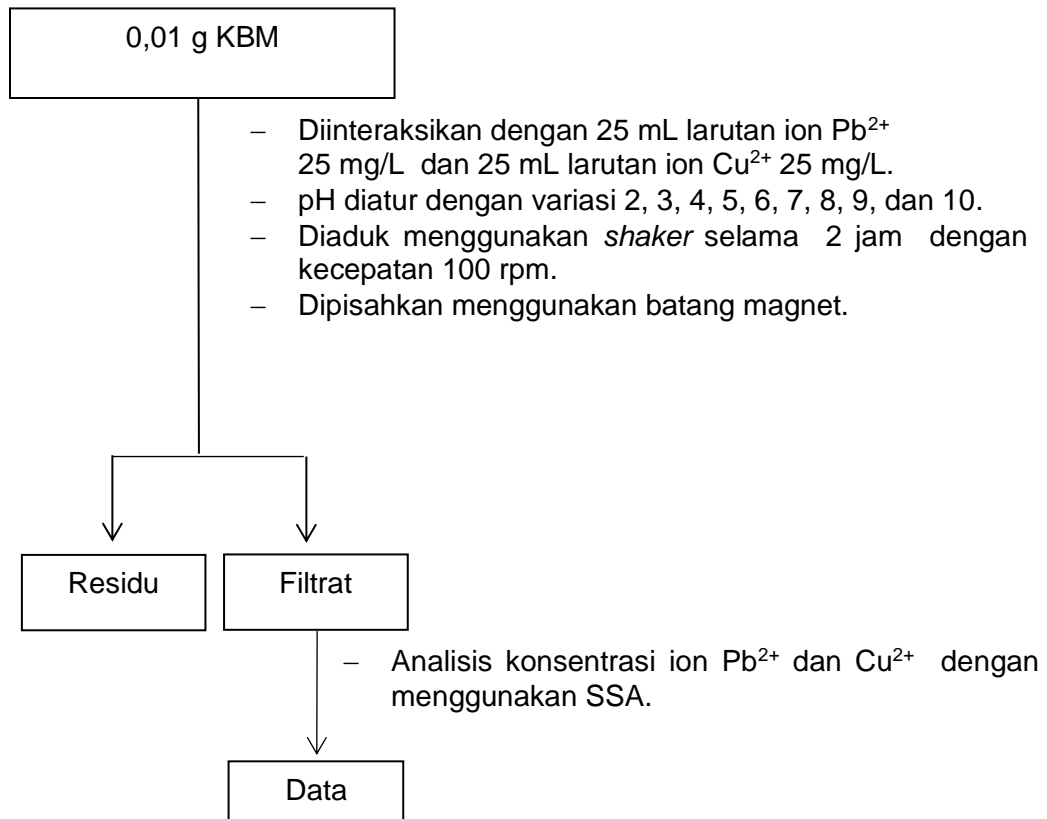 0,01 g KBM
– Diinteraksikan dengan 25 mL larutan ion Pb²⁺
25 mg/L dan 25 mL larutan ion Cu²⁺ 25 mg/L.
– pH diatur dengan variasi 2, 3, 4, 5, 6, 7, 8, 9, dan 10.
– Diaduk menggunakan shaker selama 2 jam dengan
kecepatan 100 rpm.
– Dipisahkan menggunakan batang magnet.
Residu
Filtrat
– Analisis konsentrasi ion Pb²⁺ dan Cu²⁺ dengan
menggunakan SSA.
Data